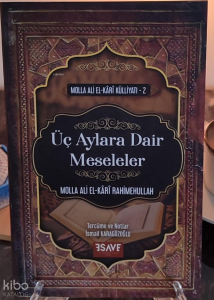 MOLLA ALİ EL-KÂRÎ KÜLLİYATI - 2
Üç Aylara Dair
Meseleler
MOLLA ALİ EL-KÂRÎ RAHİMEHULLAH
Tercüme ve Notlar
İsmail KARAGÖZOĞLU
ESAVE
kibo